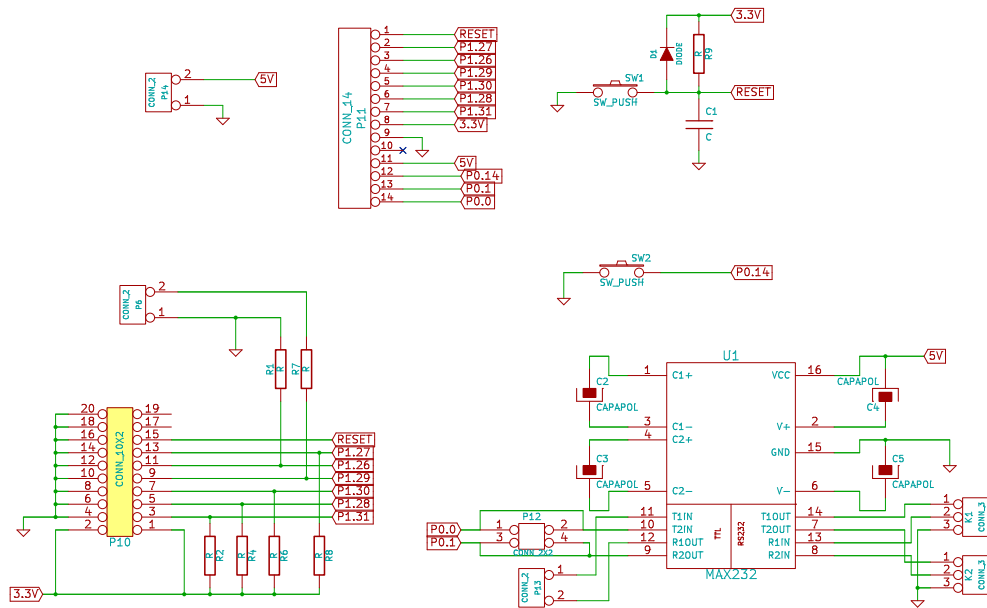 3.3V
D1
DIODE
R
R9
SW1
SW_PUSH
RESET
C1
C
CONN_2
P14
2
5V
1
CONN_14
P11
1 RESET
2 P1.27
3 P1.26
4 P1.29
5 P1.30
6 P1.28
7 P1.31
8 3.3V
9
10
11 5V
12 P0.14
13 P0.1
14 P0.0
SW2
SW_PUSH
P0.14
CONN_2
P6
2
1
R1
R
R7
R
20 19
18 17
16 15 RESET
14 13 P1.27
12 11 P1.26
10 9 P1.29
8 7 P1.30
6 5 P1.28
4 3 P1.31
2 1
CONN_10X2
P10
R
R2
R
R4
R
R6
R
R8
3.3V
U1
1 C1+ VCC 16
5V
C2
CAPAPOL
CAPAPOL
C4
3 C1- V+ 2
4 C2+ GND 15
C3
CAPAPOL
C5
CAPAPOL
5 C2- V- 6
11 T1IN T1OUT 14
10 T2IN T2OUT 7
12 R1OUT R1IN 13
9 R2OUT R2IN 8
TTL
RS232
MAX232
P0.0
P0.1
P12
1 2
3 4
CONN_2X2
CONN_2
P13
1
2
1
2
3
K1
CONN_3
1
2
3
K2
CONN_3